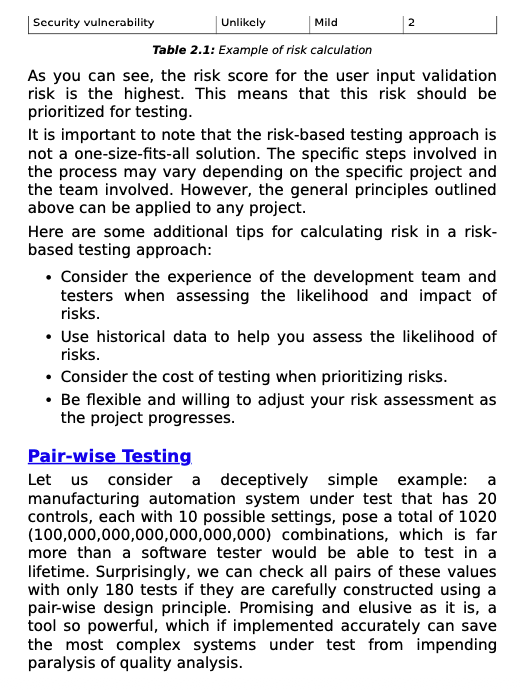 Security vulnerability Unlikely Mild 2
Table 2.1: Example of risk calculation
As you can see, the risk score for the user input validation
risk is the highest. This means that this risk should be
prioritized for testing.
It is important to note that the risk-based testing approach is
not a one-size-fits-all solution. The specific steps involved in
the process may vary depending on the specific project and
the team involved. However, the general principles outlined
above can be applied to any project.
Here are some additional tips for calculating risk in a risk-
based testing approach:
• Consider the experience of the development team and
testers when assessing the likelihood and impact of
risks.
• Use historical data to help you assess the likelihood of
risks.
• Consider the cost of testing when prioritizing risks.
• Be flexible and willing to adjust your risk assessment as
the project progresses.
Pair-wise Testing
Let us consider a deceptively simple example: a
manufacturing automation system under test that has 20
controls, each with 10 possible settings, pose a total of 1020
(100,000,000,000,000,000,000) combinations, which is far
more than a software tester would be able to test in a
lifetime. Surprisingly, we can check all pairs of these values
with only 180 tests if they are carefully constructed using a
pair-wise design principle. Promising and elusive as it is, a
tool so powerful, which if implemented accurately can save
the most complex systems under test from impending
paralysis of quality analysis.